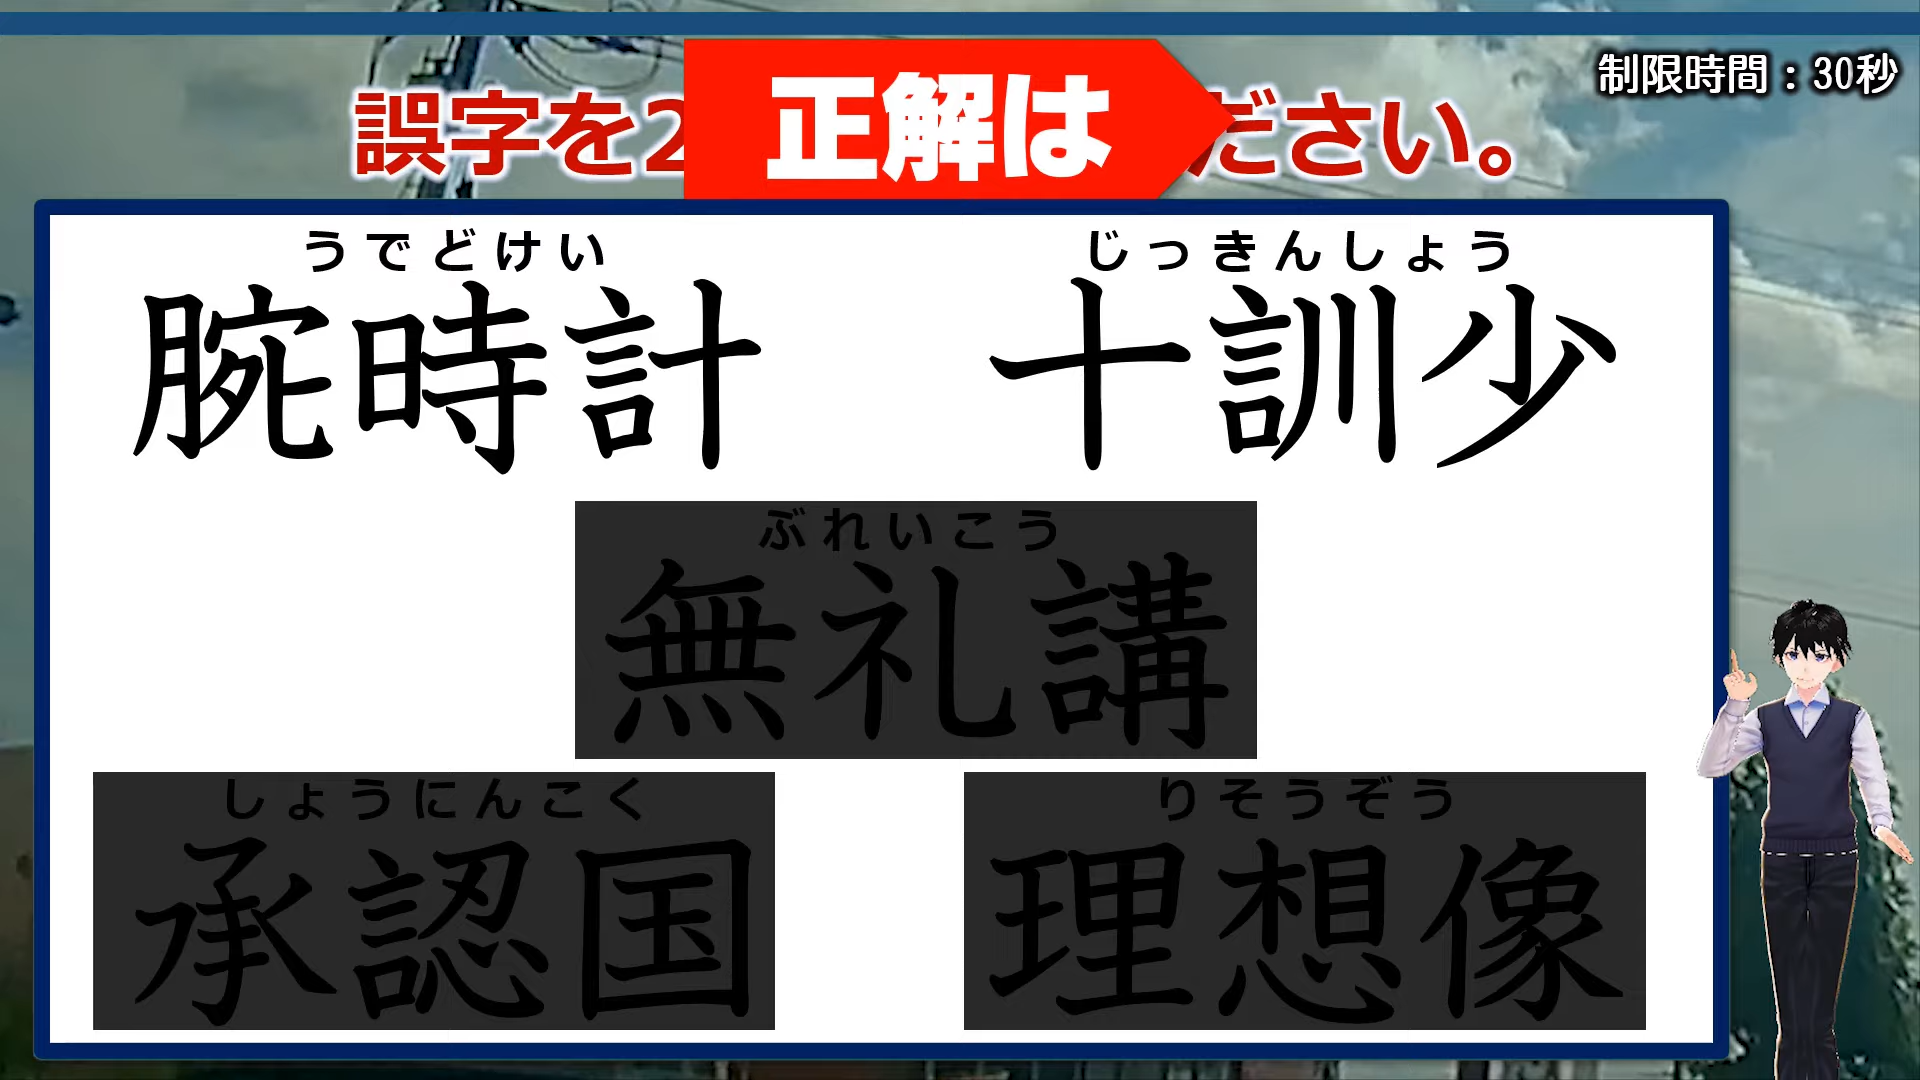 制限時間：30秒
誤字を2
正解は
ださい。
うでどけい
腕時計
じっきんしょう
十訓少
ぶれいこう
無礼講
しょうにんこく
承認国
りそうぞう
理想像